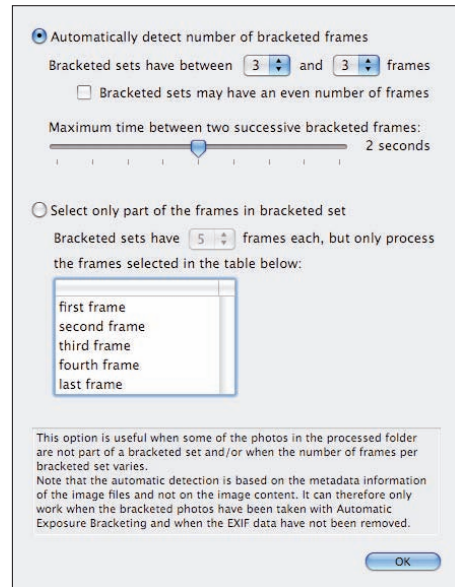 Automatically detect number of bracketed frames
Bracketed sets have between 3 and 3 frames
Bracketed sets may have an even number of frames
Maximum time between two successive bracketed frames:
2 seconds
Select only part of the frames in bracketed set
Bracketed sets have 5 frames each, but only process
the frames selected in the table below:
first frame
second frame
third frame
fourth frame
last frame
This option is useful when some of the photos in the processed folder
are not part of a bracketed set and/or when the number of frames per
bracketed set varies.
Note that the automatic detection is based on the metadata information
of the image files and not on the image content. It can therefore only
work when the bracketed photos have been taken with Automatic
Exposure Bracketing and when the EXIF data have not been removed.
OK